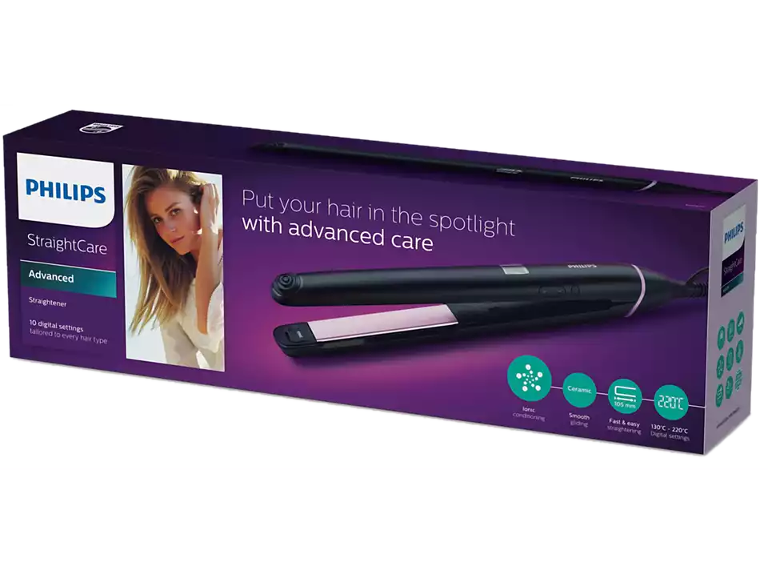 PHILIPS
StraightCare
Advanced
Straightener
10 digital settings
tailored to every hair type
Put your hair in the spotlight
with advanced care
PHILIPS
Ionic
conditioning
Ceramic
Smooth
gliding
105 mm
Fast & easy
straightening
220°C
130°C - 220°C
Digital settings
PHILIPS
StraightCare